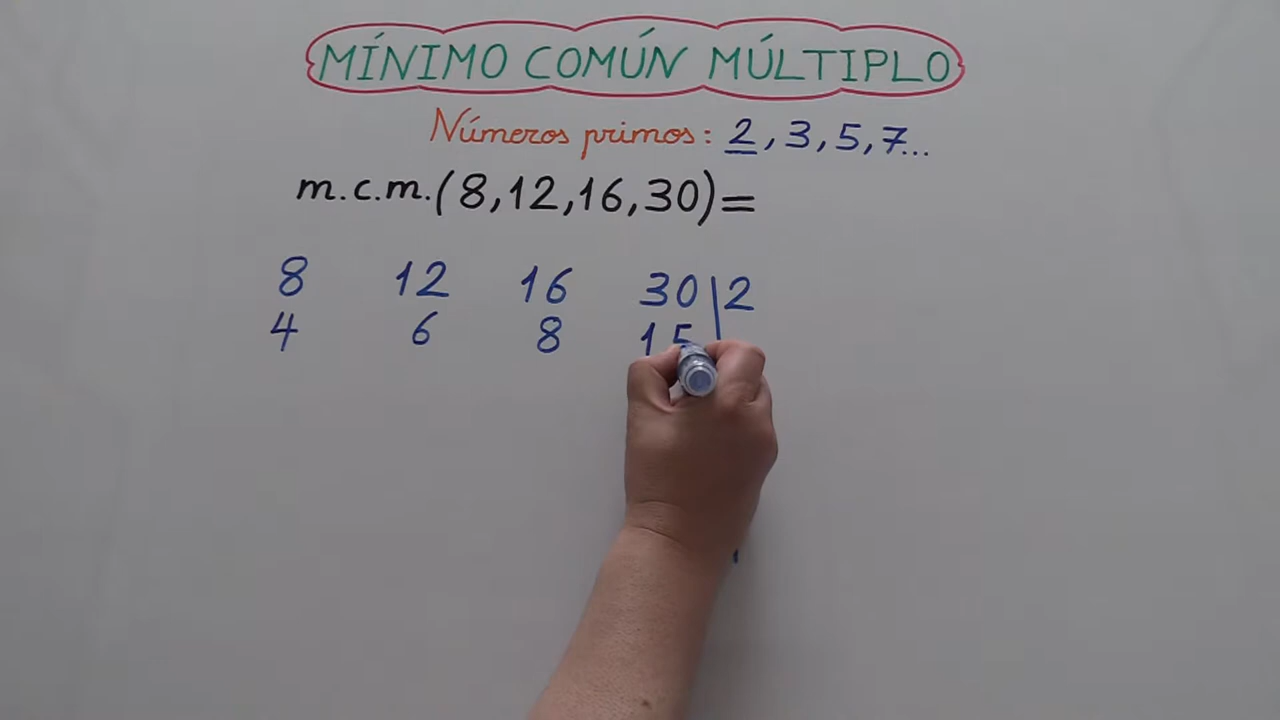 MÍNIMO COMÚN MÚLTIPLO
Números primos: 2, 3, 5, 7...
m.c.m.(8,12,16,30)=
8 12 16 30 | 2
4 6 8 15